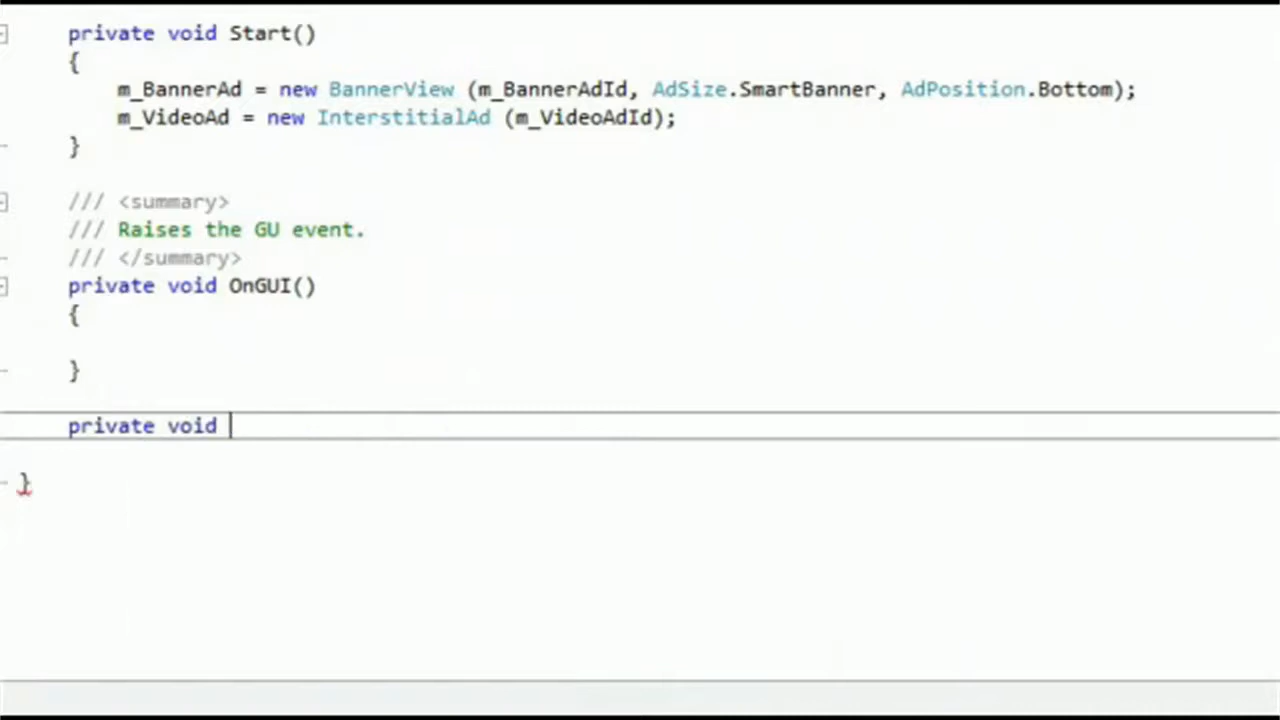 private void Start()
{
m_BannerAd = new BannerView (m_BannerAdId, AdSize.SmartBanner, AdPosition.Bottom);
m_VideoAd = new InterstitialAd (m_VideoAdId);
}
/// <summary>
/// Raises the GU event.
/// </summary>
private void OnGUI()
{
}
private void
}